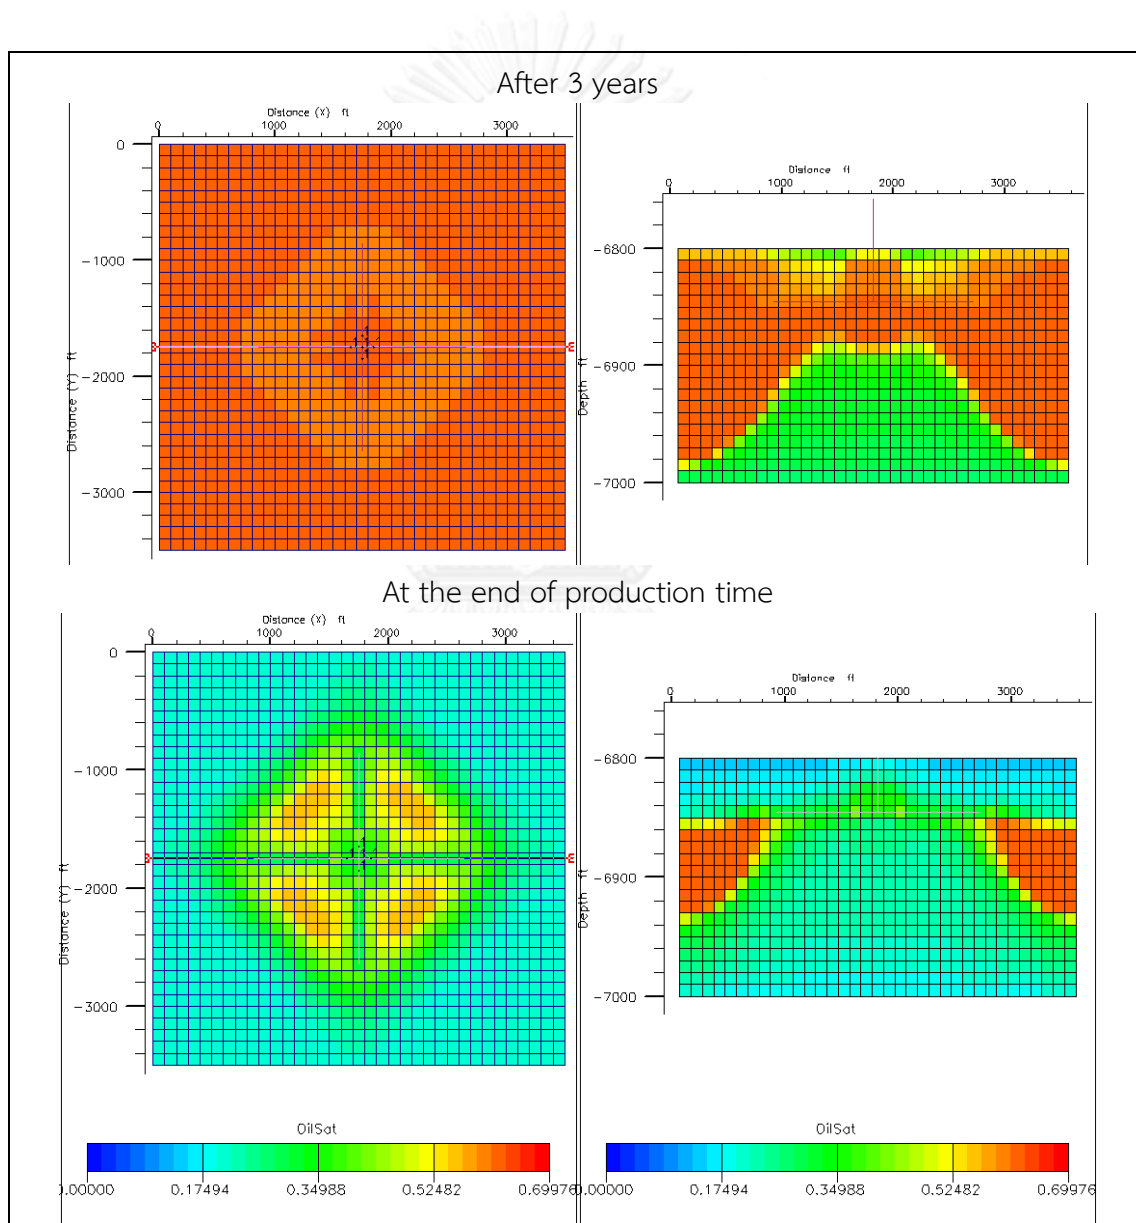 After 3 years
Distance (X) ft
0 1000 2000 3000
Distance (Y) ft
0
-1000
-2000
-3000
Distance ft
0 1000 2000 3000
Depth ft
-6800
-6900
-7000
At the end of production time
Distance (X) ft
0 1000 2000 3000
Distance (Y) ft
0
-1000
-2000
-3000
Distance ft
0 1000 2000 3000
Depth ft
-6800
-6900
-7000
OilSat
).00000 0.17494 0.34988 0.52482 0.69976
OilSat
0.00000 0.17494 0.34988 0.52482 0.69976